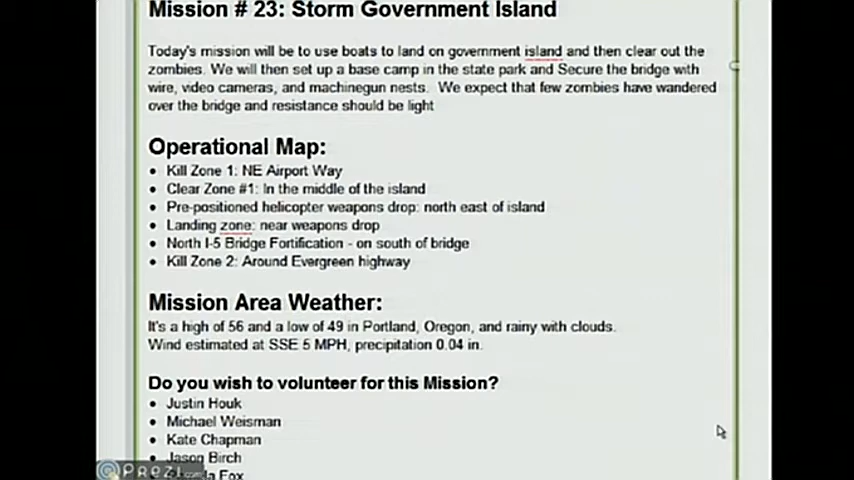 Mission # 23: Storm Government Island
Today's mission will be to use boats to land on government island and then clear out the
zombies. We will then set up a base camp in the state park and Secure the bridge with
wire, video cameras, and machinegun nests. We expect that few zombies have wandered
over the bridge and resistance should be light
Operational Map:
• Kill Zone 1: NE Airport Way
• Clear Zone #1: In the middle of the island
• Pre-positioned helicopter weapons drop: north east of island
• Landing zone: near weapons drop
• North I-5 Bridge Fortification - on south of bridge
• Kill Zone 2: Around Evergreen highway
Mission Area Weather:
It's a high of 56 and a low of 49 in Portland, Oregon, and rainy with clouds.
Wind estimated at SSE 5 MPH, precipitation 0.04 in.
Do you wish to volunteer for this Mission?
• Justin Houk
• Michael Weisman
• Kate Chapman
• Jason Birch
Fox
PREZI